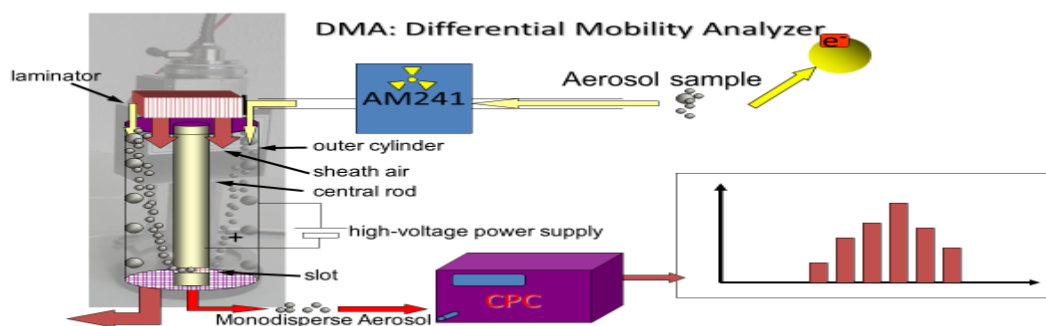 DMA: Differential Mobility Analyzer
e-
laminator
Aerosol sample
AM241
outer cylinder
sheath air
central rod
+
high-voltage power supply
slot
CPC
Monodisperse Aerosol